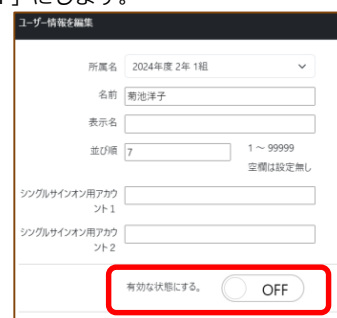 」にします。
ユーザー情報を編集
所属名 2024年度 2年 1組
名前 菊池洋子
表示名
並び順 7 1 ～ 99999
空欄は設定無し
シングルサインオン用アカウ
ント 1
シングルサインオン用アカウ
ント 2
有効な状態にする。 OFF